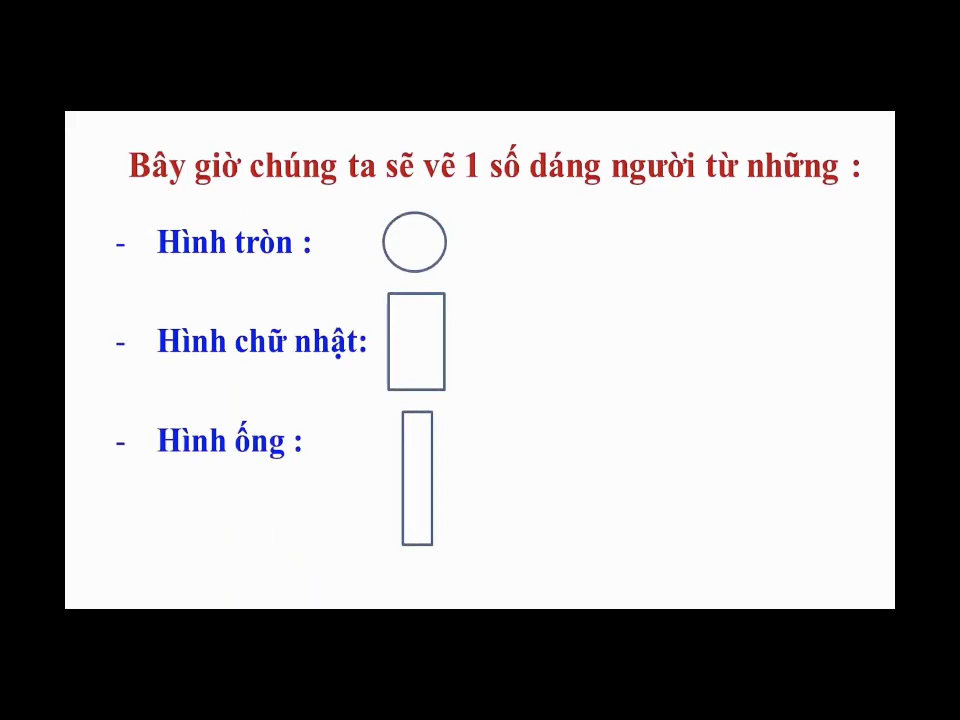 Bây giờ chúng ta sẽ vẽ 1 số dáng người từ những :
- Hình tròn :
- Hình chữ nhật:
- Hình ống :